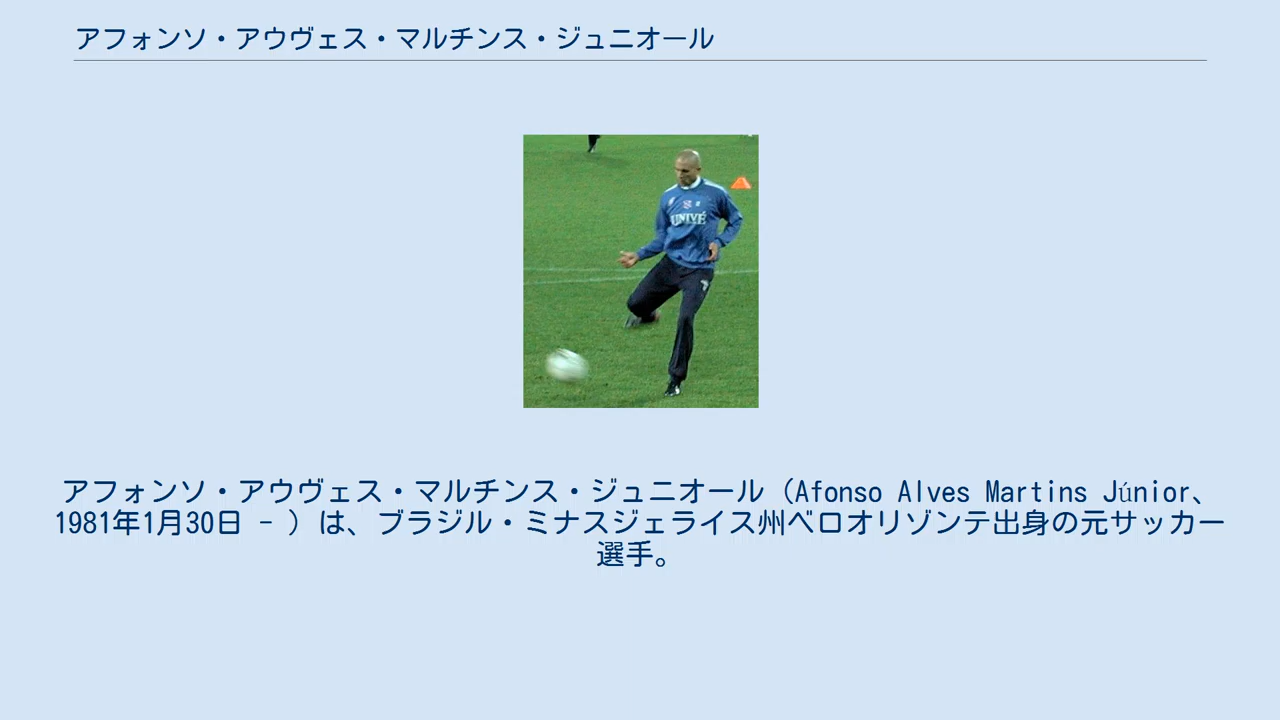 アフォンソ・アウヴェス・マルチンス・ジュニオール
UNIVÉ
アフォンソ・アウヴェス・マルチンス・ジュニオール（Afonso Alves Martins Júnior、
1981年1月30日 - ）は、ブラジル・ミナスジェライス州ベロオリゾンテ出身の元サッカー
選手。